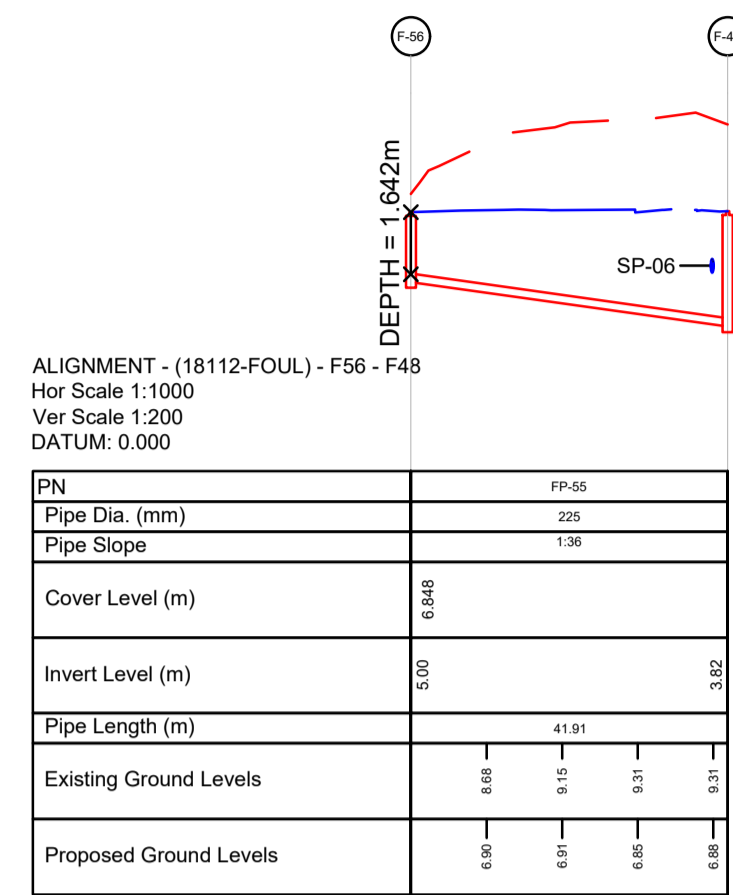 F-56
F-4
DEPTH = 1.642m
SP-06
ALIGNMENT - (18112-FOUL) - F56 - F48
Hor Scale 1:1000
Ver Scale 1:200
DATUM: 0.000
PN FP-55
Pipe Dia. (mm) 225
Pipe Slope 1:36
Cover Level (m) 6.848
Invert Level (m) 5.00 3.82
Pipe Length (m) 41.91
Existing Ground Levels 8.68 9.15 9.31 9.31
Proposed Ground Levels 6.90 6.91 6.85 6.88